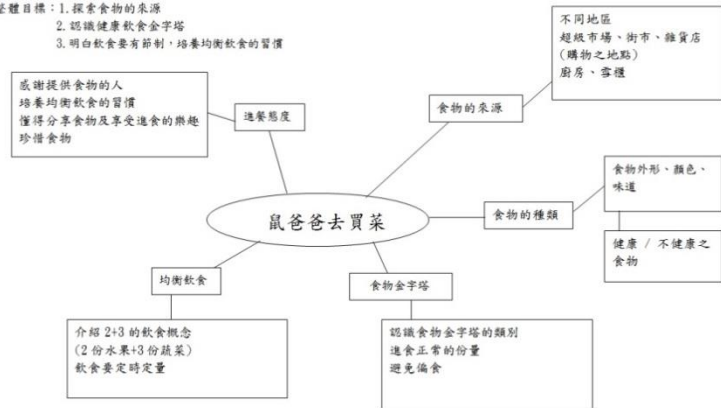 整體目標：1.探索食物的來源
2.認識健康飲食金字塔
3.明白飲食要有節制，培養均衡飲食的習慣
感謝提供食物的人
培養均衡飲食的習慣
懂得分享食物及享受進食的樂趣
珍惜食物
進餐態度
食物的來源
不同地區
超級市場、街市、雜貨店
(購物之地點)
廚房、雪櫃
鼠爸爸去買菜
食物的種類
食物外形、顏色、
味道
健康 / 不健康之
食物
均衡飲食
介紹 2+3 的飲食概念
(2 份水果+3 份蔬菜)
飲食要定時定量
食物金字塔
認識食物金字塔的類別
進食正常的份量
避免偏食